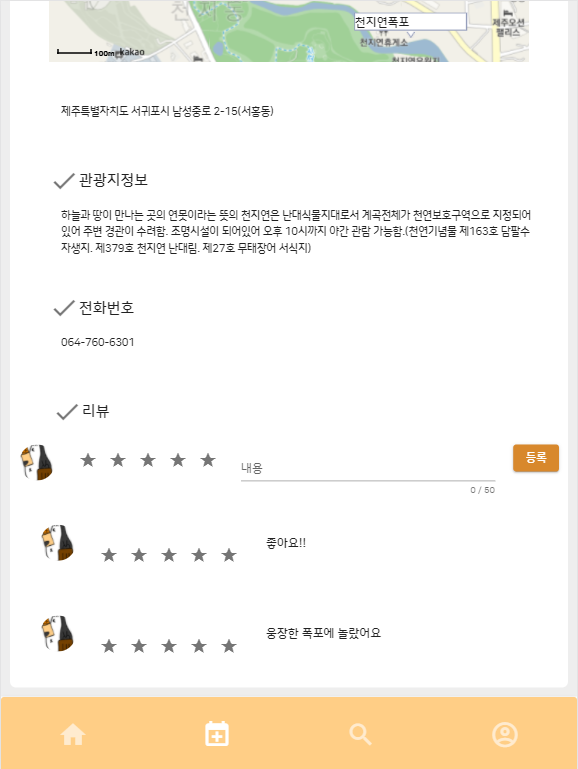 천지동
천지연폭포
천지연휴게소
제주오션
팰리스
100m
kakao
제주특별자치도 서귀포시 남성중로 2-15(서홍동)
관광지정보
하늘과 땅이 만나는 곳의 연못이라는 뜻의 천지연은 난대식물지대로서 계곡전체가 천연보호구역으로 지정되어
있어 주변 경관이 수려함. 조명시설이 되어있어 오후 10시까지 야간 관람 가능함.(천연기념물 제163호 담팔수
자생지. 제379호 천지연 난대림. 제27호 무태장어 서식지)
전화번호
064-760-6301
리뷰
내용
등록
0 / 50
좋아요!!
웅장한 폭포에 놀랐어요